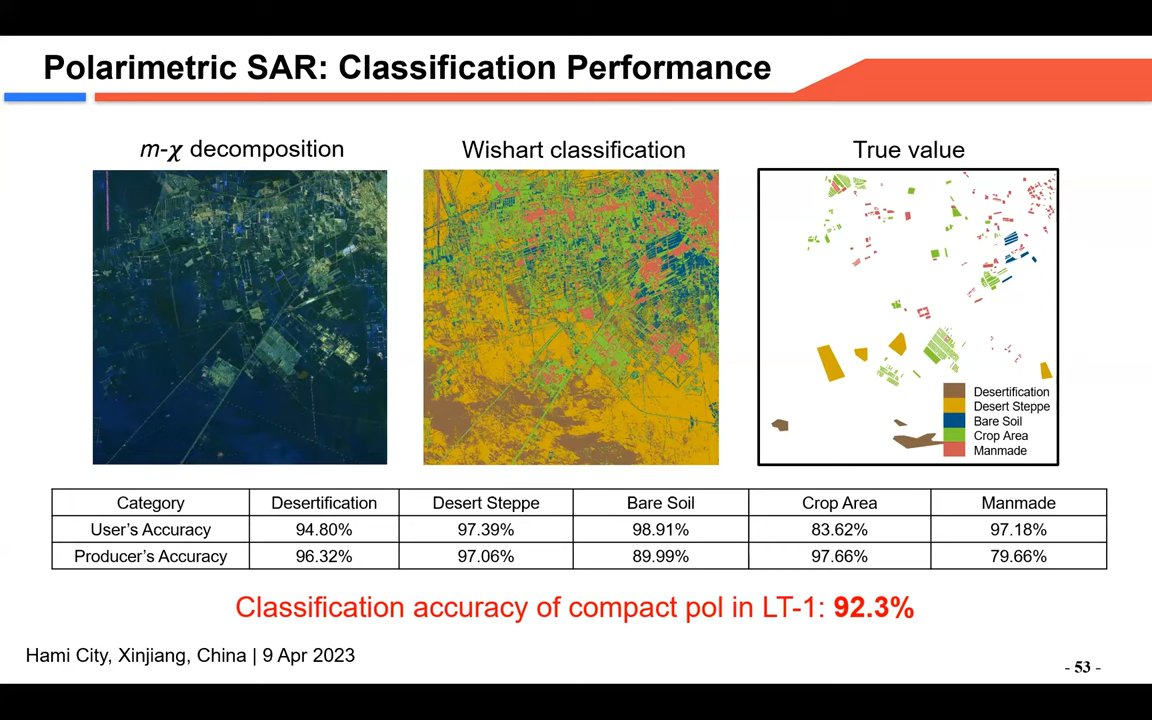 Polarimetric SAR: Classification Performance
m-χ decomposition
Wishart classification
True value
Desertification
Desert Steppe
Bare Soil
Crop Area
Manmade
Category Desertification Desert Steppe Bare Soil Crop Area Manmade
User's Accuracy 94.80% 97.39% 98.91% 83.62% 97.18%
Producer's Accuracy 96.32% 97.06% 89.99% 97.66% 79.66%
Classification accuracy of compact pol in LT-1: 92.3%
Hami City, Xinjiang, China | 9 Apr 2023
- 53 -